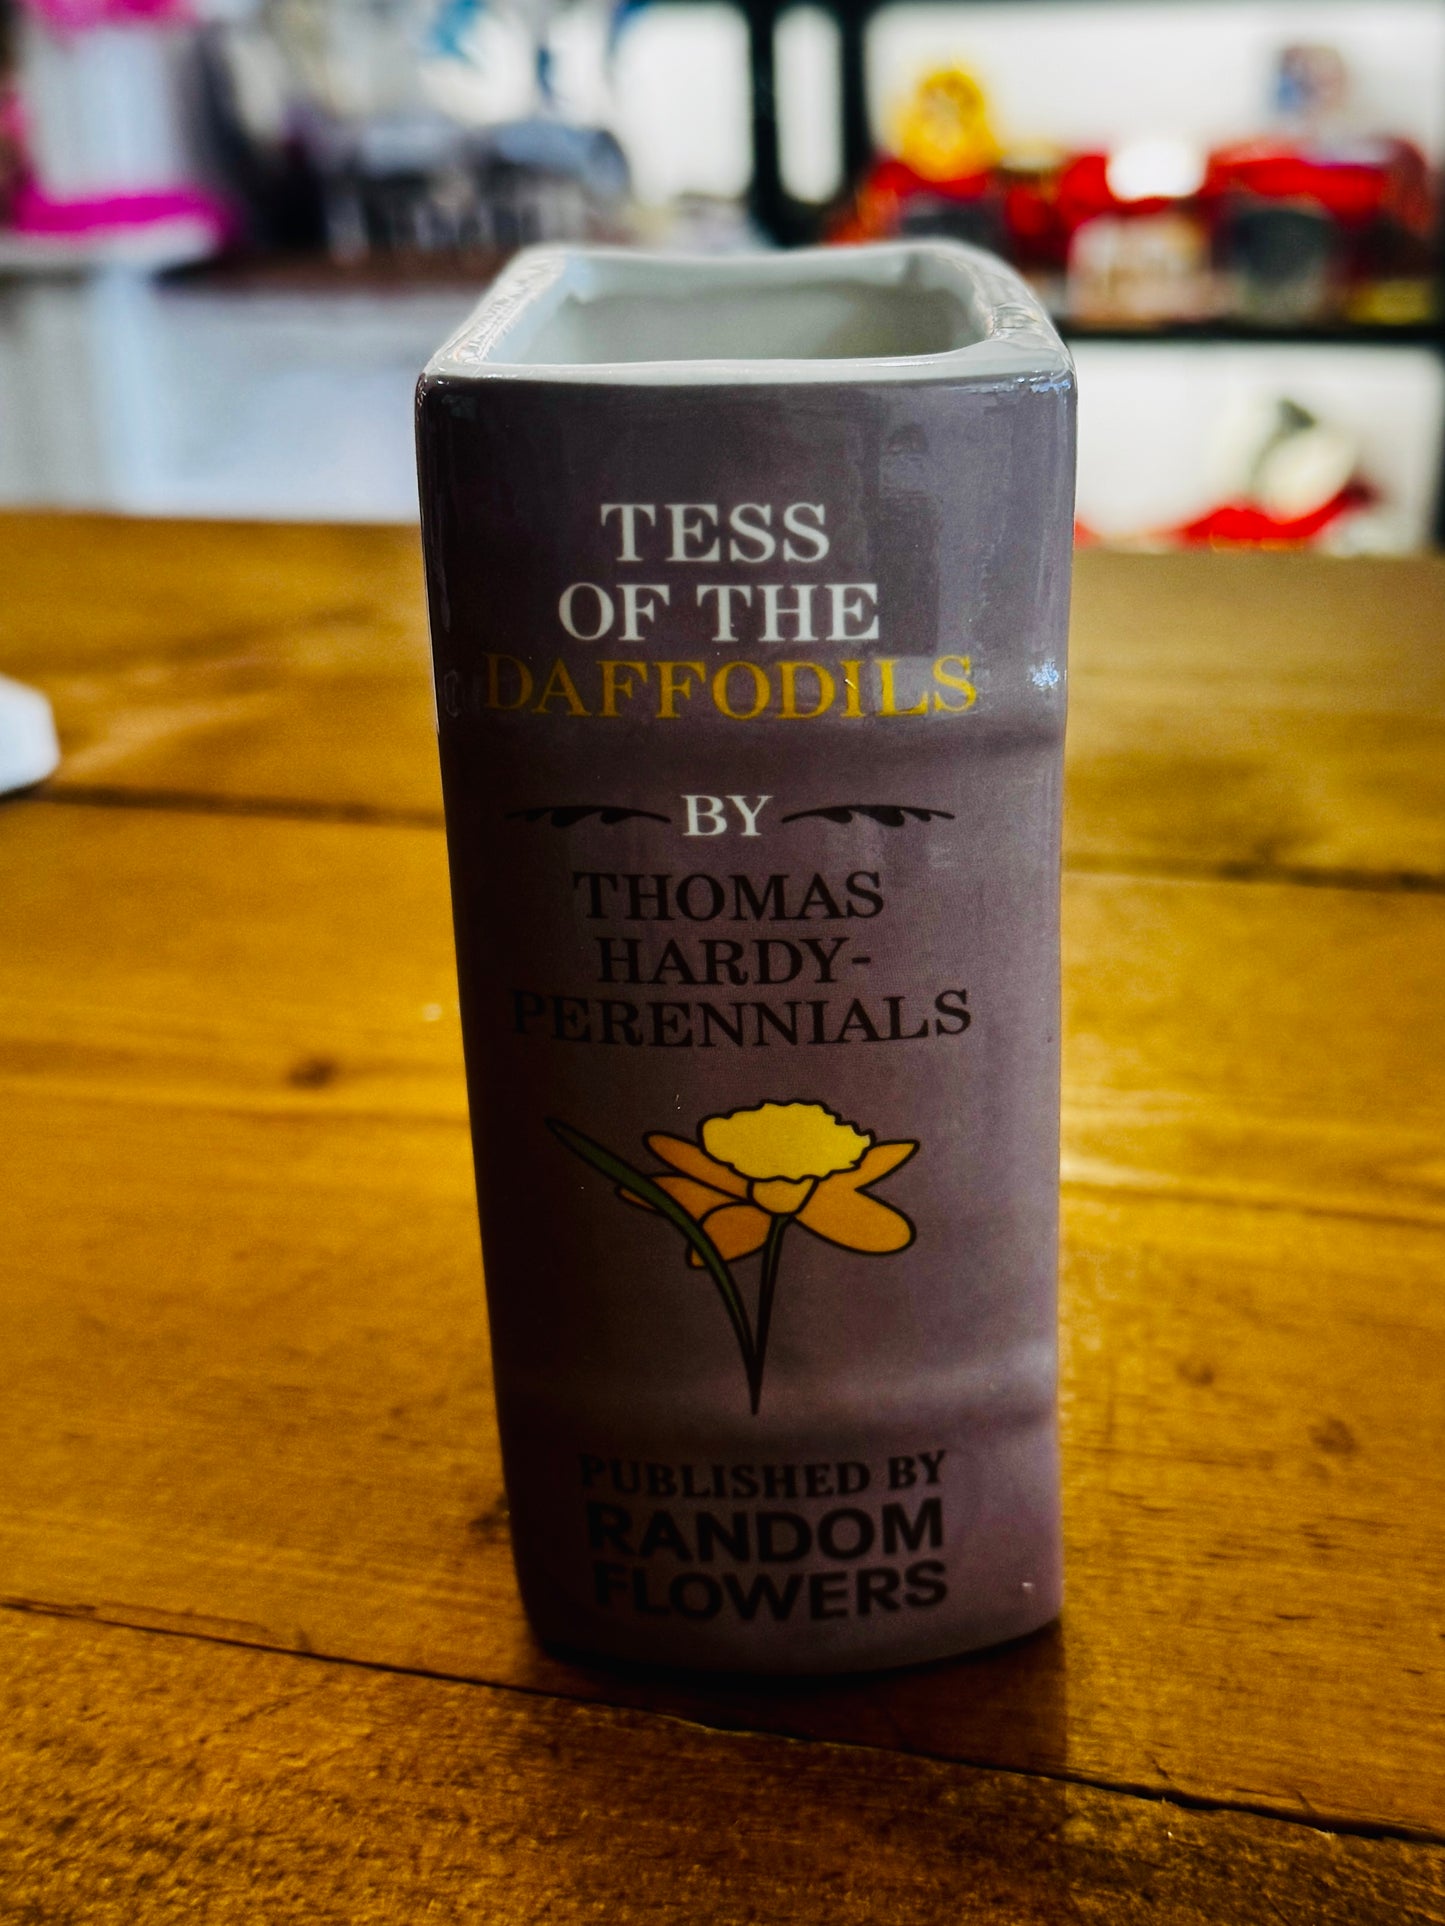 TESS
OF THE
DAFFODILS
BY
THOMAS
HARDY-
PERENNIALS
PUBLISHED BY
RANDOM
FLOWERS